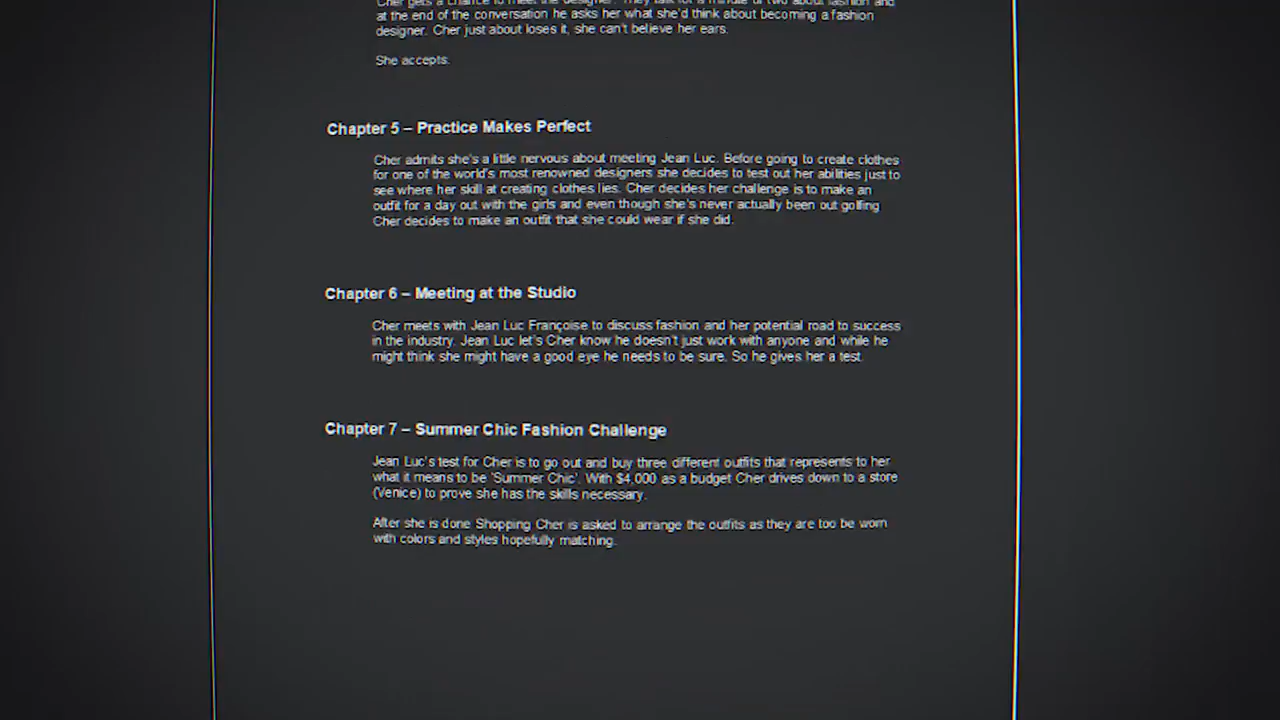 Cher gets a chance to meet the designer. They talk for a minute or two about fashion and
at the end of the conversation he asks her what she'd think about becoming a fashion
designer. Cher just about loses it, she can't believe her ears.
She accepts.
Chapter 5 – Practice Makes Perfect
Cher admits she's a little nervous about meeting Jean Luc. Before going to create clothes
for one of the world's most renowned designers she decides to test out her abilities just to
see where her skill at creating clothes lies. Cher decides her challenge is to make an
outfit for a day out with the girls and even though she's never actually been out golfing
Cher decides to make an outfit that she could wear if she did.
Chapter 6 – Meeting at the Studio
Cher meets with Jean Luc Françoise to discuss fashion and her potential road to success
in the industry. Jean Luc let's Cher know he doesn't just work with anyone and while he
might think she might have a good eye he needs to be sure. So he gives her a test.
Chapter 7 – Summer Chic Fashion Challenge
Jean Luc's test for Cher is to go out and buy three different outfits that represents to her
what it means to be 'Summer Chic'. With $4,000 as a budget Cher drives down to a store
(Venice) to prove she has the skills necessary.
After she is done Shopping Cher is asked to arrange the outfits as they are too be worn
with colors and styles hopefully matching.